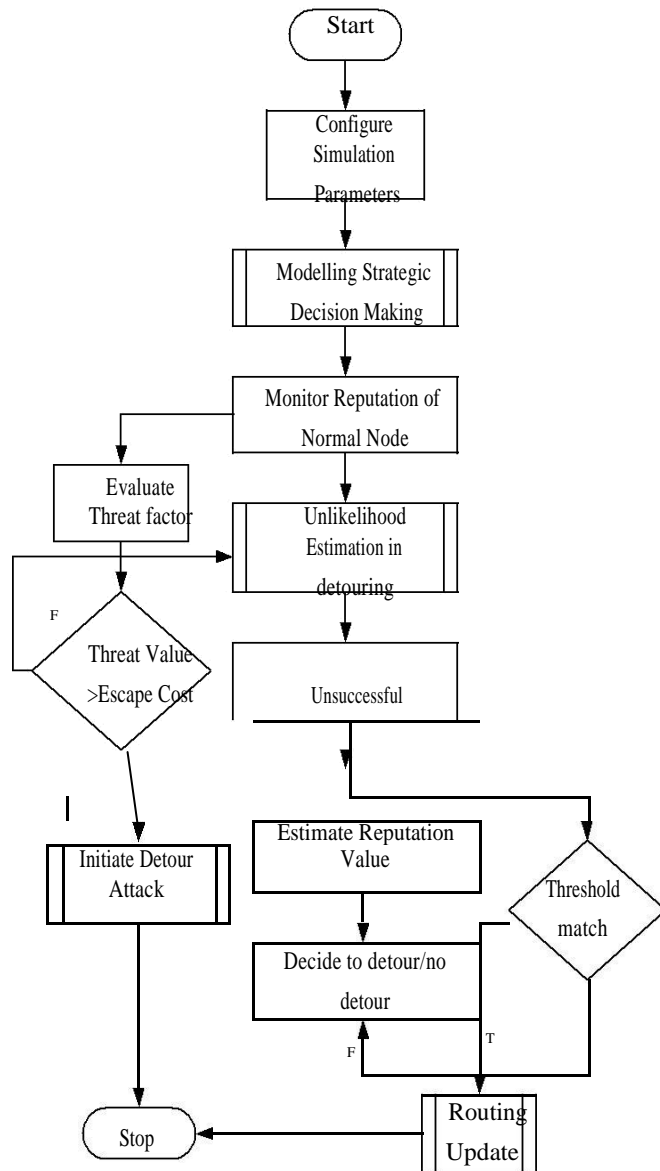 Start
Configure
Simulation
Parameters
Modelling Strategic
Decision Making
Monitor Reputation of
Normal Node
Evaluate
Threat factor
Unlikelihood
Estimation in
detouring
F
Threat Value
>Escape Cost
Unsuccessful
Estimate Reputation
Value
Initiate Detour
Attack
Threshold
match
Decide to detour/no
detour
F
T
Routing
Update
Stop